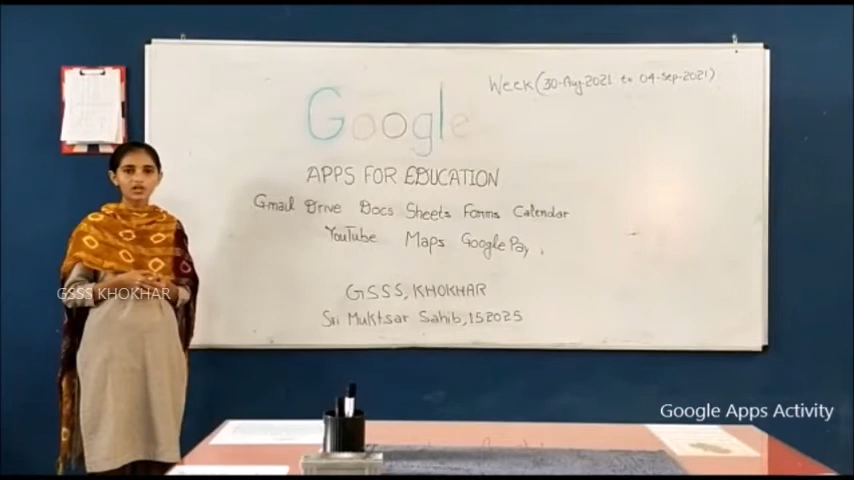 Week(30-Aug-2021 to 04-Sep-2021)
Google
APPS FOR EDUCATION
Gmail Drive Docs Sheets Forms Calendar
YouTube Maps Google Pay,
GSSS, KHOKHAR
Sri Muktsar Sahib, 152025
GSSS KHOKHAR
Google Apps Activity